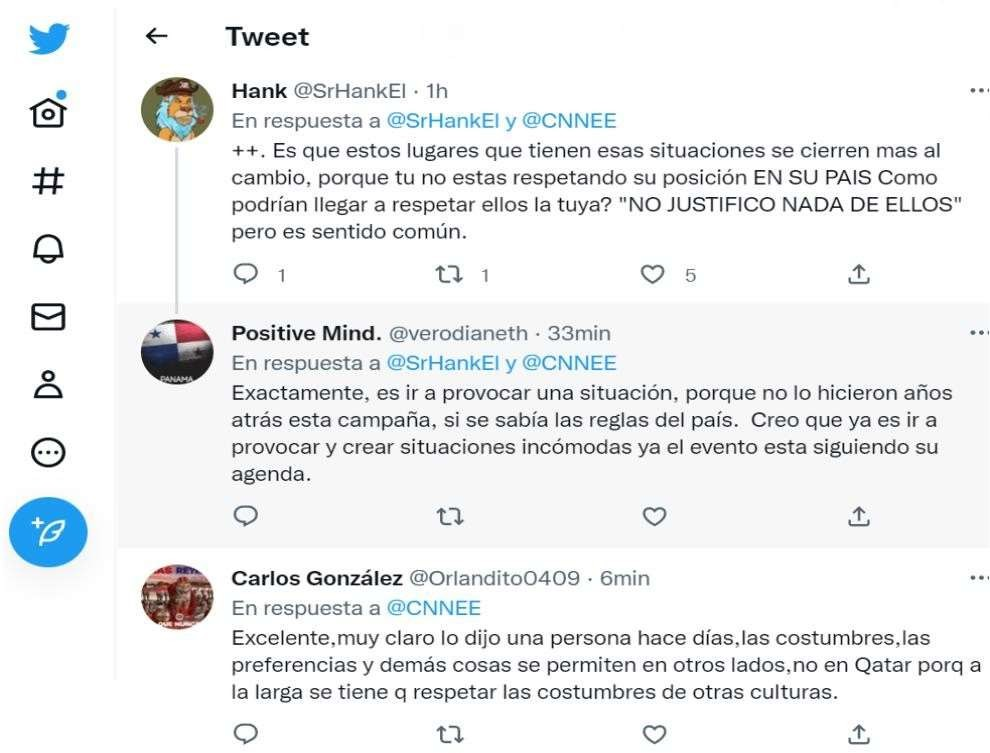 Tweet
Hank @SrHankEl · 1h
En respuesta a @SrHankEl y @CNNEE
++. Es que estos lugares que tienen esas situaciones se cierren mas al
cambio, porque tu no estas respetando su posición EN SU PAIS Como
podrían llegar a respetar ellos la tuya? "NO JUSTIFICO NADA DE ELLOS"
pero es sentido común.
1 1 5
Positive Mind. @verodianeth · 33min
En respuesta a @SrHankEl y @CNNEE
Exactamente, es ir a provocar una situación, porque no lo hicieron años
atrás esta campaña, si se sabía las reglas del país.  Creo que ya es ir a
provocar y crear situaciones incómodas ya el evento esta siguiendo su
agenda.
PANAMA
Carlos González @Orlandito0409 · 6min
En respuesta a @CNNEE
Excelente,muy claro lo dijo una persona hace días,las costumbres,las
preferencias y demás cosas se permiten en otros lados,no en Qatar porq a
la larga se tiene q respetar las costumbres de otras culturas.